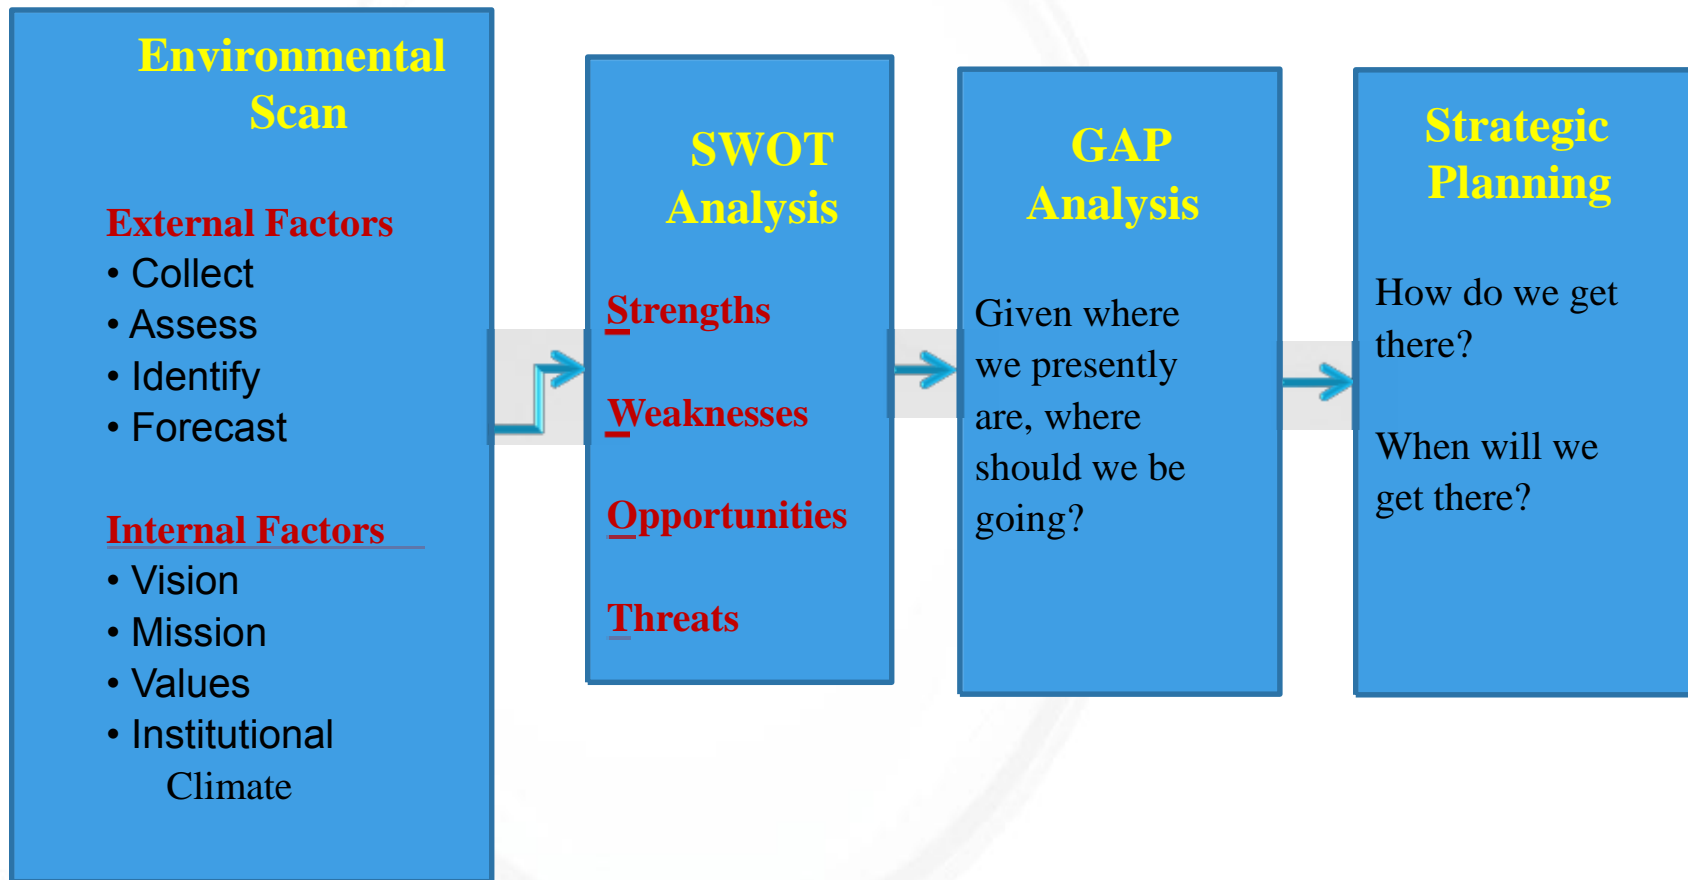 Environmental
Scan
External Factors
• Collect
• Assess
• Identify
• Forecast
Internal Factors
• Vision
• Mission
• Values
• Institutional
Climate
SWOT
Analysis
Strengths
Weaknesses
Opportunities
Threats
GAP
Analysis
Given where
we presently
are, where
should we be
going?
Strategic
Planning
How do we get
there?
When will we
get there?